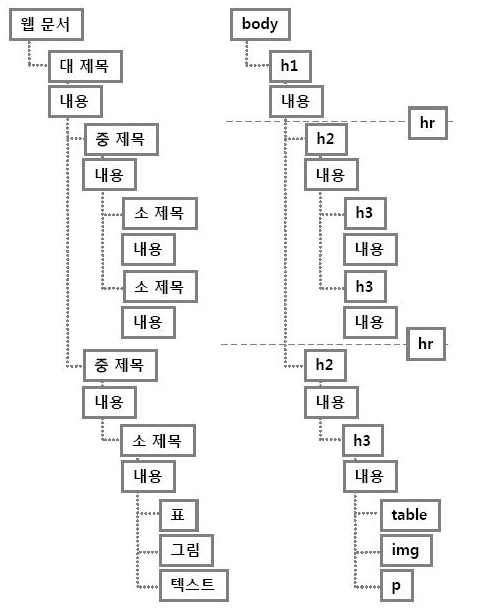 웹 문서
대 제목
내용
중 제목
내용
소 제목
내용
소 제목
내용
중 제목
내용
소 제목
내용
표
그림
텍스트
body
h1
내용
hr
h2
내용
h3
내용
h3
내용
hr
h2
내용
h3
내용
table
img
p